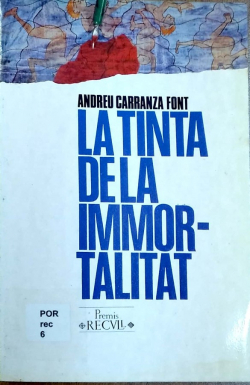 ANDREU CARRANZA FONT
LA TINTA
DE LA
IMMOR-
TALITAT
POR
rec
6
Premis
RECVLL